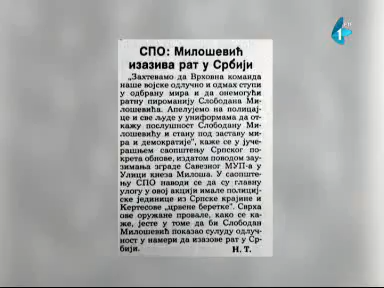 1
СПО: Милошевић
изазива рат у Србији
„Захтевамо да Врховна команда
наше војске одлучно и одмах ступи
у одбрану мира и да онемогући
ратну пироманију Слободана Ми-
лошевића. Апелујемо на полицај-
це и све људе у униформама да от-
кажу послушност Слободану Ми-
лошевићу и стану под заставу мира
и демократије", каже се у јуче-
рашњем саопштењу Српског по-
крета обнове, издатом поводом зау-
зимања зграде Савезног МУП-а у
Улици кнеза Милоша. У саопште-
њу СПО наводи се да су главну
улогу у овој акцији имале полициј-
ске јединице из Српске крајине и
Кертесове „црвене беретке". Сврха
ове оружане провале, како се ка-
же, јесте у томе да би Слободан
Милошевић показао сулуду одлуч-
ност у намери да изазове рат у Ср-
бији.
Н. Т.